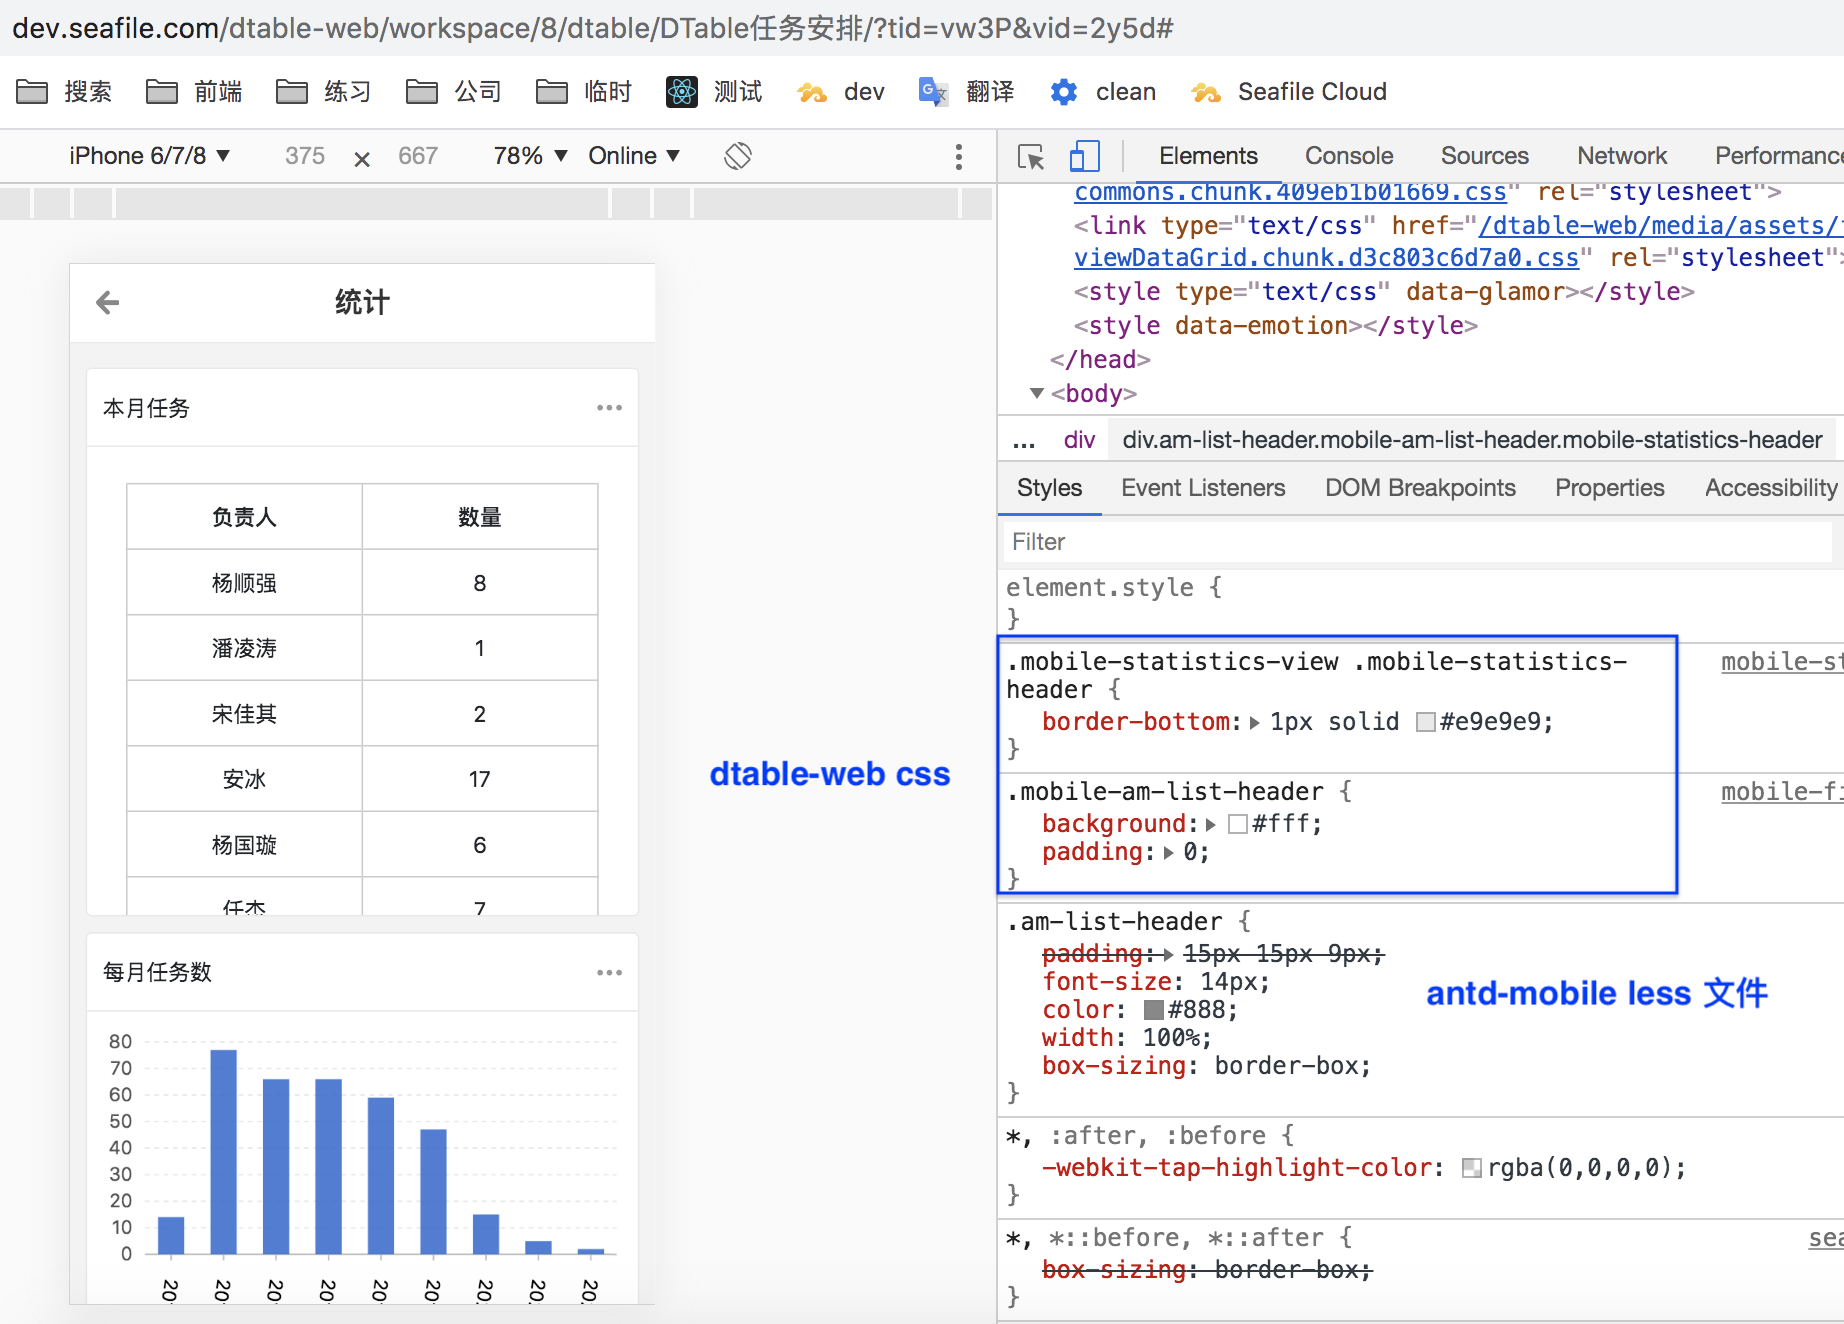 dev.seafile.com/dtable-web/workspace/8/dtable/DTable任务安排/?tid=vw3P&vid=2y5d#
搜索 前端 练习 公司 临时 测试 dev 翻译 clean Seafile Cloud
iPhone 6/7/8 ▼ 375 × 667 78% ▼ Online ▼
Elements Console Sources Network Performance
统计
本月任务
负责人 数量
杨顺强 8
潘凌涛 1
宋佳其 2
安冰 17
杨国璇 6
任杰 7
每月任务数
80
70
60
50
40
30
20
10
0
20 20 20 20 20 20 20 20 20
dtable-web css
commons.chunk.409eb1b01669.css" rel="stylesheet">
<link type="text/css" href="/dtable-web/media/assets/
viewDataGrid.chunk.d3c803c6d7a0.css" rel="stylesheet">
<style type="text/css" data-glamor></style>
<style data-emotion></style>
</head>
▼<body>
... div div.am-list-header.mobile-am-list-header.mobile-statistics-header
Styles Event Listeners DOM Breakpoints Properties Accessibility
Filter
element.style {
}
.mobile-statistics-view .mobile-statistics- mobile-st
header {
border-bottom: 1px solid #e9e9e9;
}
.mobile-am-list-header { mobile-fi
background: #fff;
padding: 0;
}
.am-list-header {
padding: 15px 15px 9px;
font-size: 14px;
color: #888;
width: 100%;
box-sizing: border-box;
}
antd-mobile less 文件
*, :after, :before {
-webkit-tap-highlight-color: rgba(0,0,0,0);
}
*, *::before, *::after { sea
box-sizing: border-box;
}